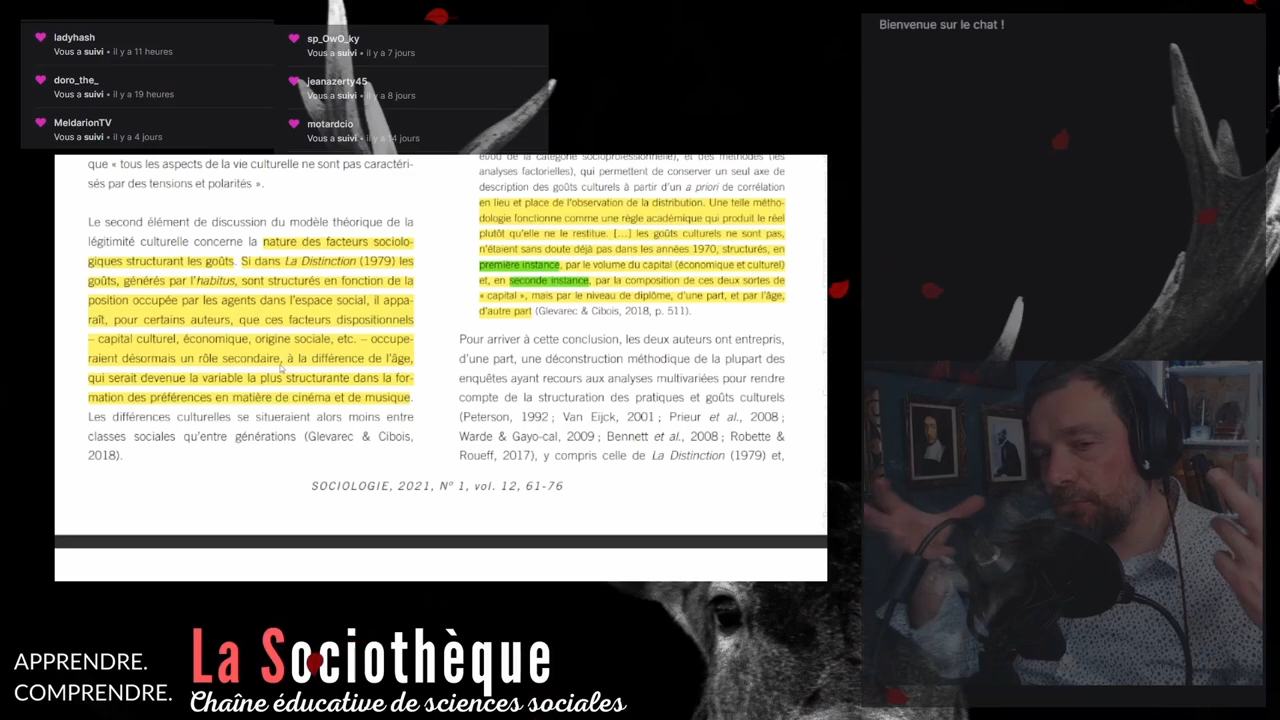 ladyhash
Vous a suivi • il y a 11 heures
doro_the_
Vous a suivi • il y a 19 heures
MeldarionTV
Vous a suivi • il y a 4 jours
sp_OwO_ky
Vous a suivi • il y a 7 jours
jeanazerty45
Vous a suivi • il y a 8 jours
motardcio
Vous a suivi • il y a 14 jours
Bienvenue sur le chat !
que « tous les aspects de la vie culturelle ne sont pas caractéri-
sés par des tensions et polarités ».
Le second élément de discussion du modèle théorique de la
légitimité culturelle concerne la nature des facteurs sociolo-
giques structurant les goûts. Si dans La Distinction (1979) les
goûts, générés par l'habitus, sont structurés en fonction de la
position occupée par les agents dans l'espace social, il appa-
raît, pour certains auteurs, que ces facteurs dispositionnels
– capital culturel, économique, origine sociale, etc. – occupe-
raient désormais un rôle secondaire, à la différence de l'âge,
qui serait devenue la variable la plus structurante dans la for-
mation des préférences en matière de cinéma et de musique.
Les différences culturelles se situeraient alors moins entre
classes sociales qu'entre générations (Glevarec & Cibois,
2018).
et/ou de la catégorie socioprofessionnelle), et des méthodes (les
analyses factorielles), qui permettent de conserver un seul axe de
description des goûts culturels à partir d'un a priori de corrélation
en lieu et place de l'observation de la distribution. Une telle métho-
dologie fonctionne comme une règle académique qui produit le réel
plutôt qu'elle ne le restitue. […] les goûts culturels ne sont pas,
n'étaient sans doute déjà pas dans les années 1970, structurés, en
première instance, par le volume du capital (économique et culturel)
et, en seconde instance, par la composition de ces deux sortes de
« capital », mais par le niveau de diplôme, d'une part, et par l'âge,
d'autre part (Glevarec & Cibois, 2018, p. 511).
Pour arriver à cette conclusion, les deux auteurs ont entrepris,
d'une part, une déconstruction méthodique de la plupart des
enquêtes ayant recours aux analyses multivariées pour rendre
compte de la structuration des pratiques et goûts culturels
(Peterson, 1992 ; Van Eijck, 2001 ; Prieur et al., 2008 ;
Warde & Gayo-cal, 2009 ; Bennett et al., 2008 ; Robette &
Roueff, 2017), y compris celle de La Distinction (1979) et,
SOCIOLOGIE, 2021, N° 1, vol. 12, 61-76
APPRENDRE.
COMPRENDRE.
La Sociothèque
Chaîne éducative de sciences sociales